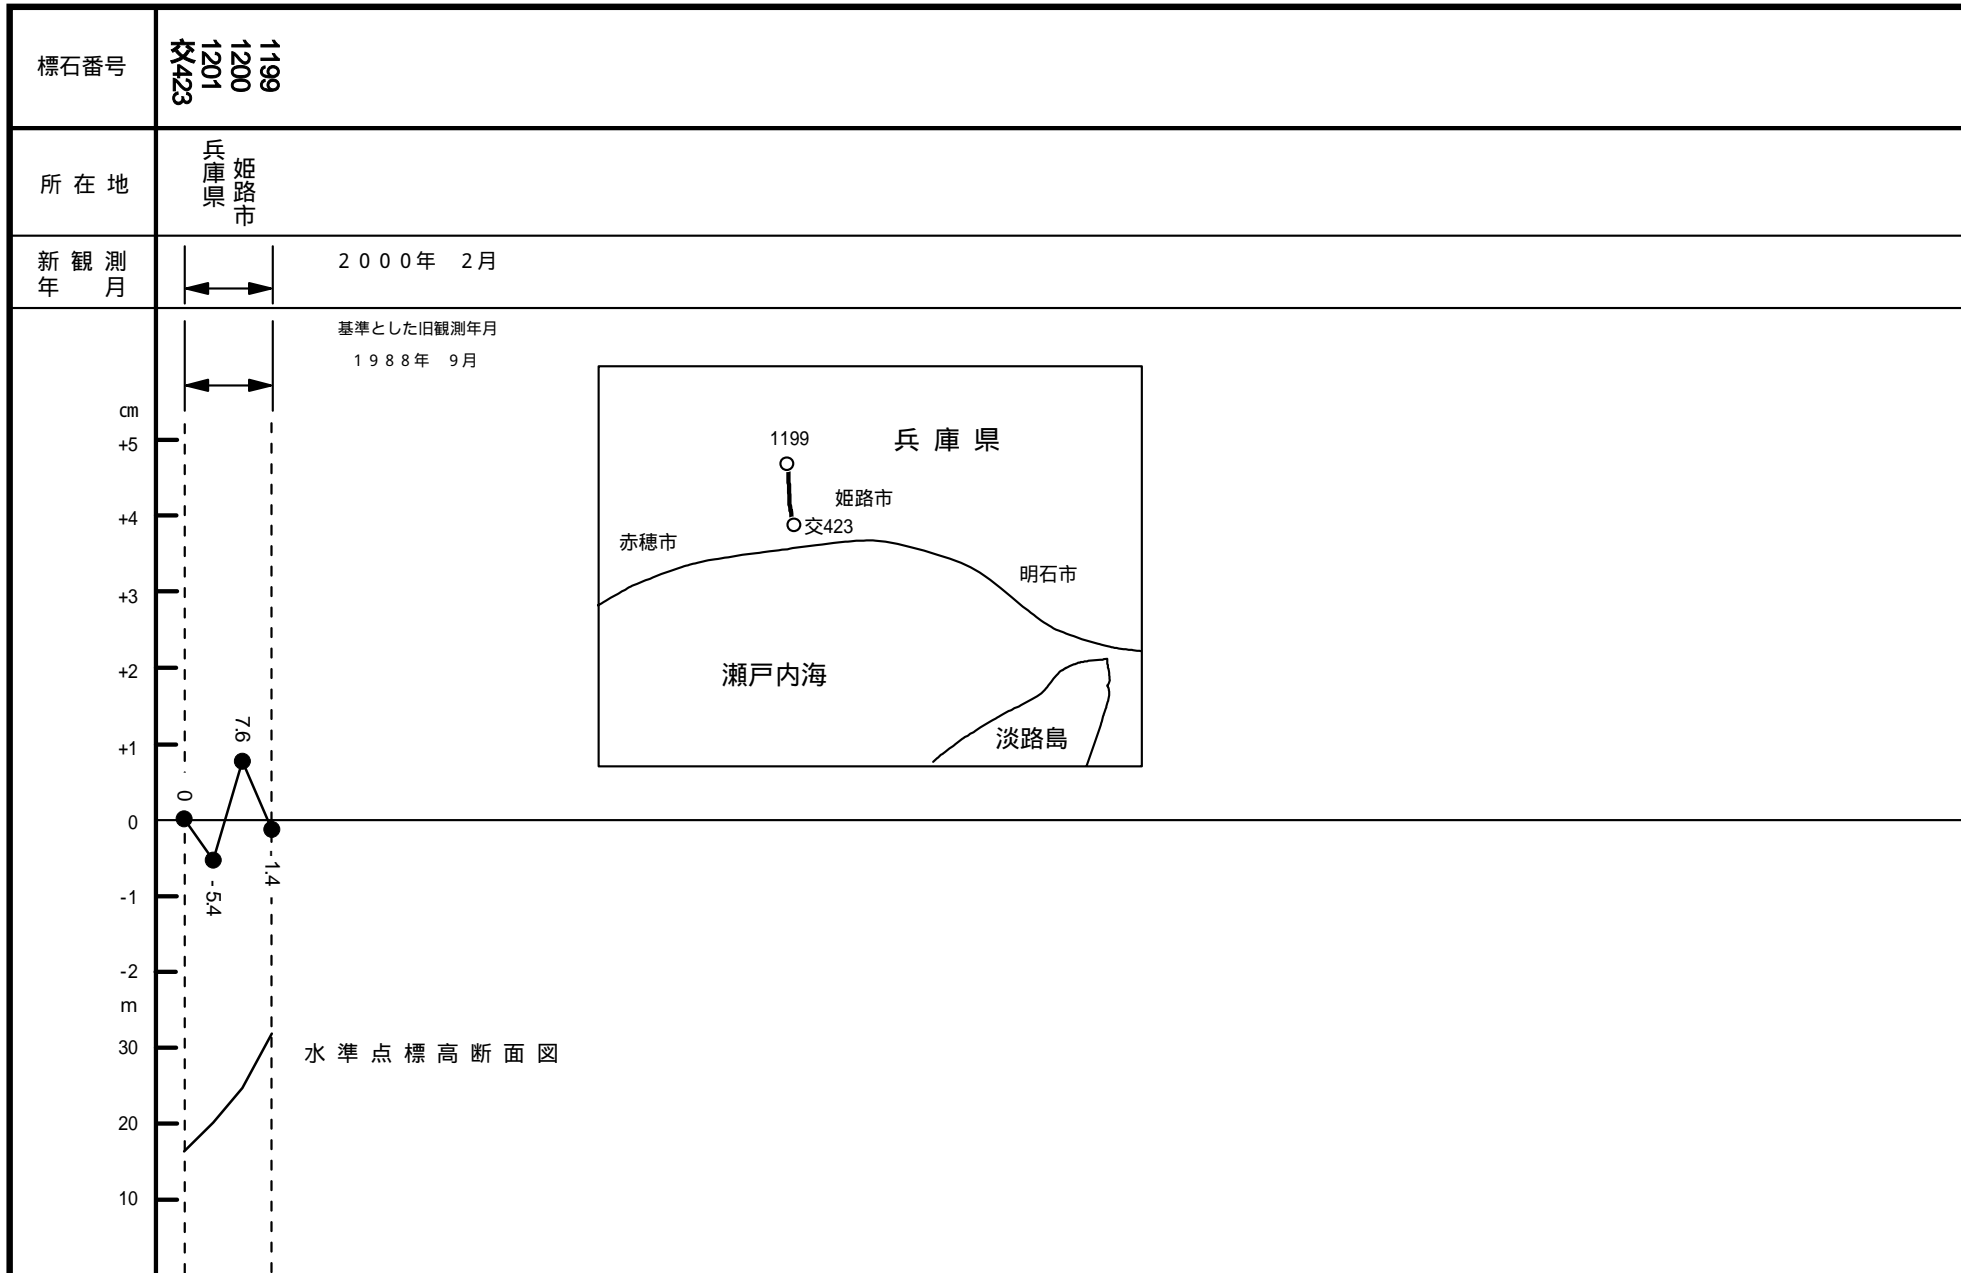 標石番号
交423
1201
1200
1199
所在地
兵庫県
姫路市
新観測
年 月
2000年 2月
基準とした旧観測年月
1988年 9月
cm
+5
+4
+3
+2
+1
0
-1
-2
m
30
20
10
0
-5.4
7.6
-1.4
1199
兵庫県
姫路市
交423
赤穂市
明石市
瀬戸内海
淡路島
水準点標高断面図